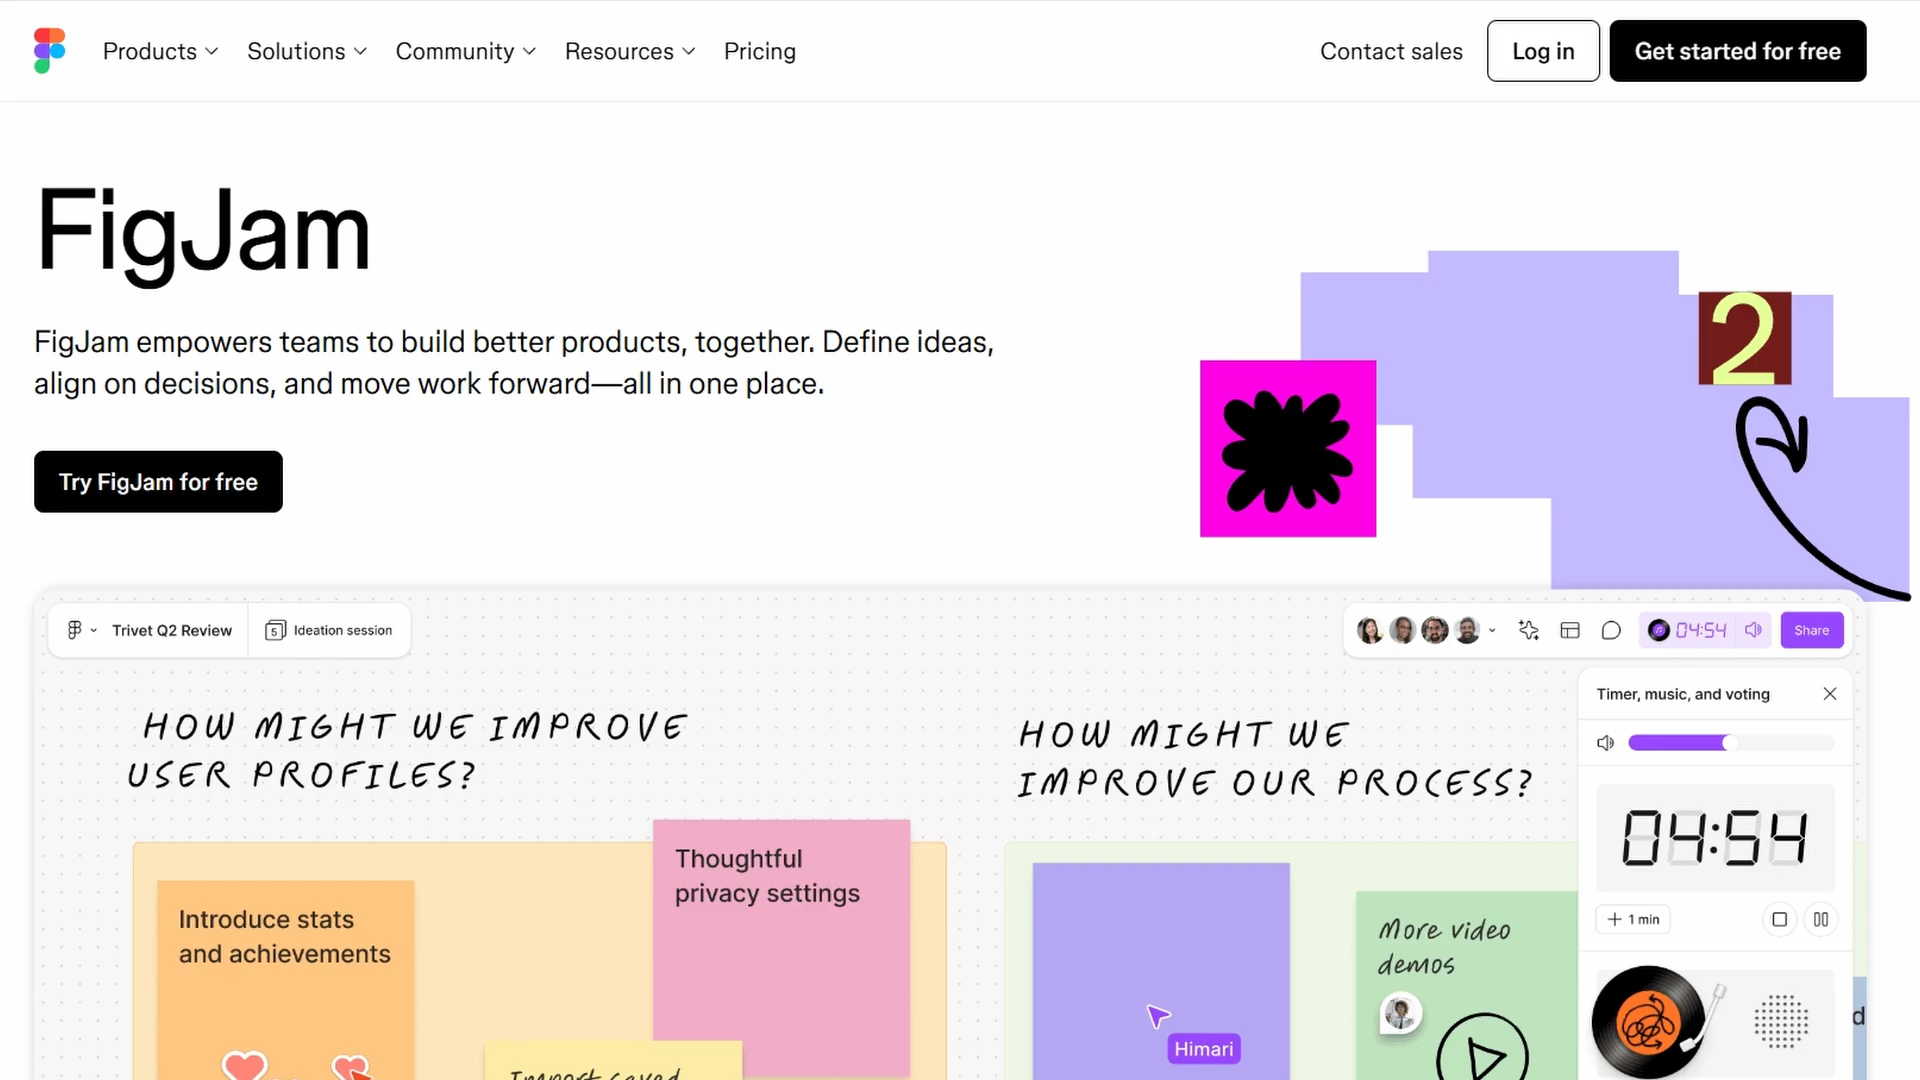 Products
Solutions
Community
Resources
Pricing
Contact sales
Log in
Get started for free
FigJam
FigJam empowers teams to build better products, together. Define ideas,
align on decisions, and move work forward—all in one place.
2
Try FigJam for free
Trivet Q2 Review
5
Ideation session
04:54
Share
Timer, music, and voting
HOW MIGHT WE IMPROVE
USER PROFILES?
HOW MIGHT WE
IMPROVE OUR PROCESS?
04:54
+ 1 min
Thoughtful
privacy settings
Introduce stats
and achievements
More video
demos
Himari
Import saved
d